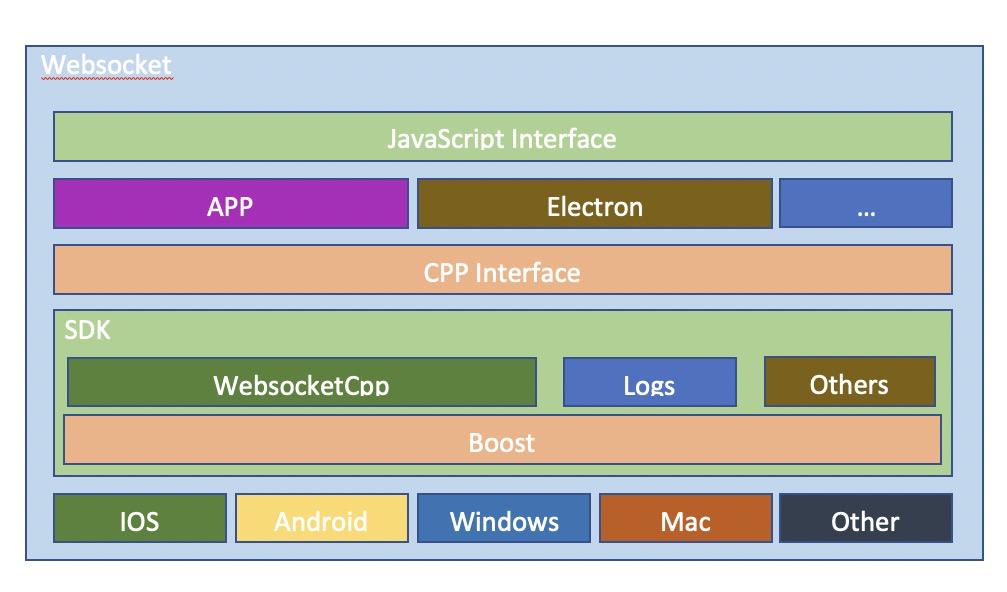 Websocket
JavaScript Interface
APP
Electron
...
CPP Interface
SDK
WebsocketCpp
Logs
Others
Boost
IOS
Android
Windows
Mac
Other